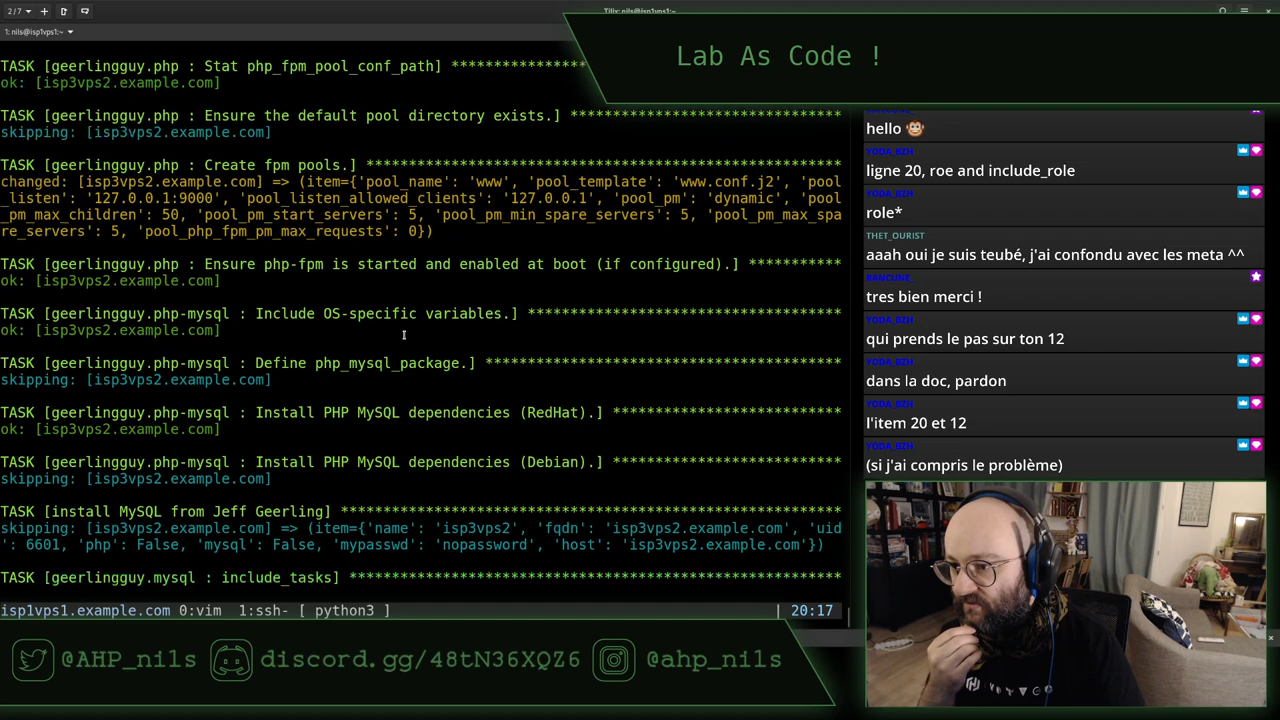 2/7
Tilix: nils@isp1vps1:~
1: nils@isp1vps1:~
Lab As Code !
TASK [geerlingguy.php : Stat php_fpm_pool_conf_path] ****************
ok: [isp3vps2.example.com]
TASK [geerlingguy.php : Ensure the default pool directory exists.] ********************************
skipping: [isp3vps2.example.com]
TASK [geerlingguy.php : Create fpm pools.] ********************************************************
changed: [isp3vps2.example.com] => (item={'pool_name': 'www', 'pool_template': 'www.conf.j2', 'pool
_listen': '127.0.0.1:9000', 'pool_listen_allowed_clients': '127.0.0.1', 'pool_pm': 'dynamic', 'pool
_pm_max_children': 50, 'pool_pm_start_servers': 5, 'pool_pm_min_spare_servers': 5, 'pool_pm_max_spa
re_servers': 5, 'pool_php_fpm_pm_max_requests': 0})
TASK [geerlingguy.php : Ensure php-fpm is started and enabled at boot (if configured).] ***********
ok: [isp3vps2.example.com]
TASK [geerlingguy.php-mysql : Include OS-specific variables.] *************************************
ok: [isp3vps2.example.com]
TASK [geerlingguy.php-mysql : Define php_mysql_package.] ******************************************
skipping: [isp3vps2.example.com]
TASK [geerlingguy.php-mysql : Install PHP MySQL dependencies (RedHat).] ***************************
ok: [isp3vps2.example.com]
TASK [geerlingguy.php-mysql : Install PHP MySQL dependencies (Debian).] ***************************
skipping: [isp3vps2.example.com]
TASK [install MySQL from Jeff Geerling] ***********************************************************
skipping: [isp3vps2.example.com] => (item={'name': 'isp3vps2', 'fqdn': 'isp3vps2.example.com', 'uid
': 6601, 'php': False, 'mysql': False, 'mypasswd': 'nopassword', 'host': 'isp3vps2.example.com'})
TASK [geerlingguy.mysql : include_tasks] **********************************************************
isp1vps1.example.com 0:vim  1:ssh- [ python3 ] | 20:17
hello 🐵
YODA_BZH
ligne 20, roe and include_role
YODA_BZH
role*
THET_OURIST
aaah oui je suis teubé, j'ai confondu avec les meta ^^
tres bien merci !
YODA_BZH
qui prends le pas sur ton 12
YODA_BZH
dans la doc, pardon
YODA_BZH
l'item 20 et 12
YODA_BZH
(si j'ai compris le problème)
@AHP_nils discord.gg/48tN36XQZ6 @ahp_nils